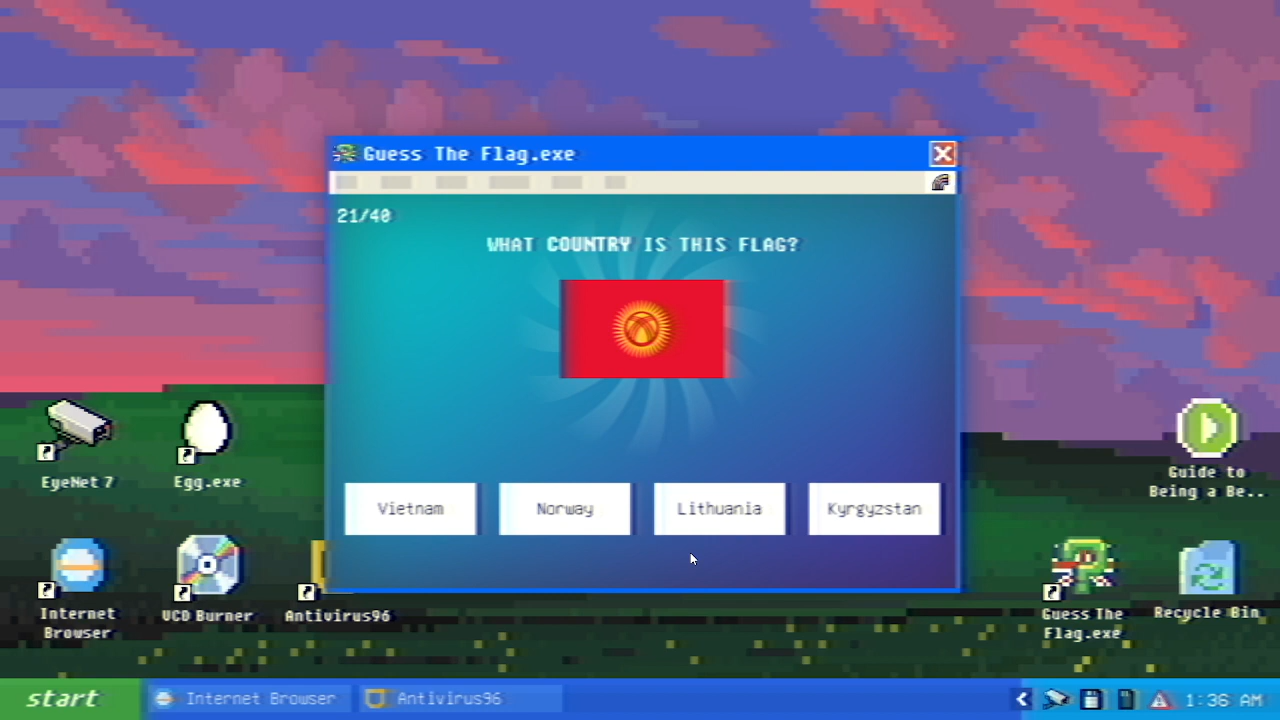 Guess The Flag.exe
21/40
WHAT COUNTRY IS THIS FLAG?
Vietnam
Norway
Lithuania
Kyrgyzstan
EyeNet 7
Egg.exe
Guide to
Being a Be..
Internet
Browser
VCD Burner
Antivirus96
Guess The
Flag.exe
Recycle Bin
start
Internet Browser
Antivirus96
1:36 AM